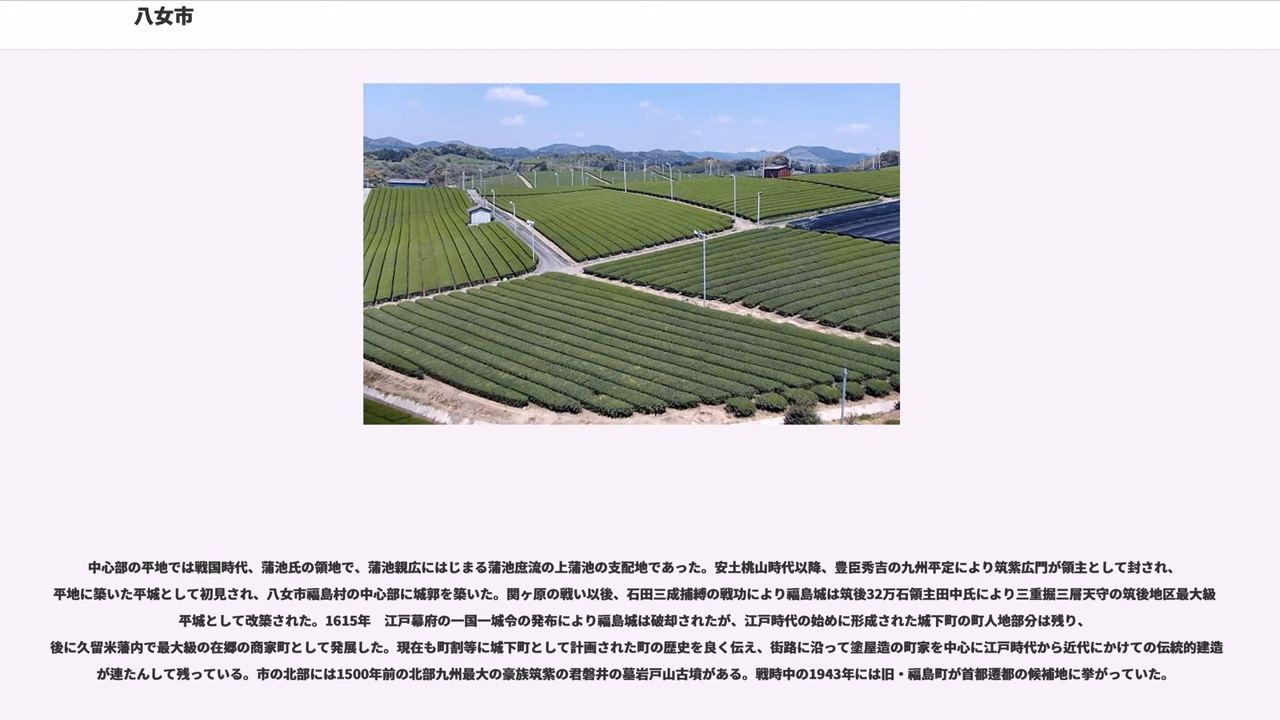 八女市
中心部の平地では戦国時代、蒲池氏の領地で、蒲池親広にはじまる蒲池庶流の上蒲池の支配地であった。安土桃山時代以降、豊臣秀吉の九州平定により筑紫広門が領主として封され、
平地に築いた平城として初見され、八女市福島村の中心部に城郭を築いた。関ヶ原の戦い以後、石田三成捕縛の戦功により福島城は筑後32万石領主田中氏により三重掘三層天守の筑後地区最大級
平城として改築された。1615年　江戸幕府の一国一城令の発布により福島城は破却されたが、江戸時代の始めに形成された城下町の町人地部分は残り、
後に久留米藩内で最大級の在郷の商家町として発展した。現在も町割等に城下町として計画された町の歴史を良く伝え、街路に沿って塗屋造の町家を中心に江戸時代から近代にかけての伝統的建造
が連たんして残っている。市の北部には1500年前の北部九州最大の豪族筑紫の君磐井の墓岩戸山古墳がある。戦時中の1943年には旧・福島町が首都遷都の候補地に挙がっていた。